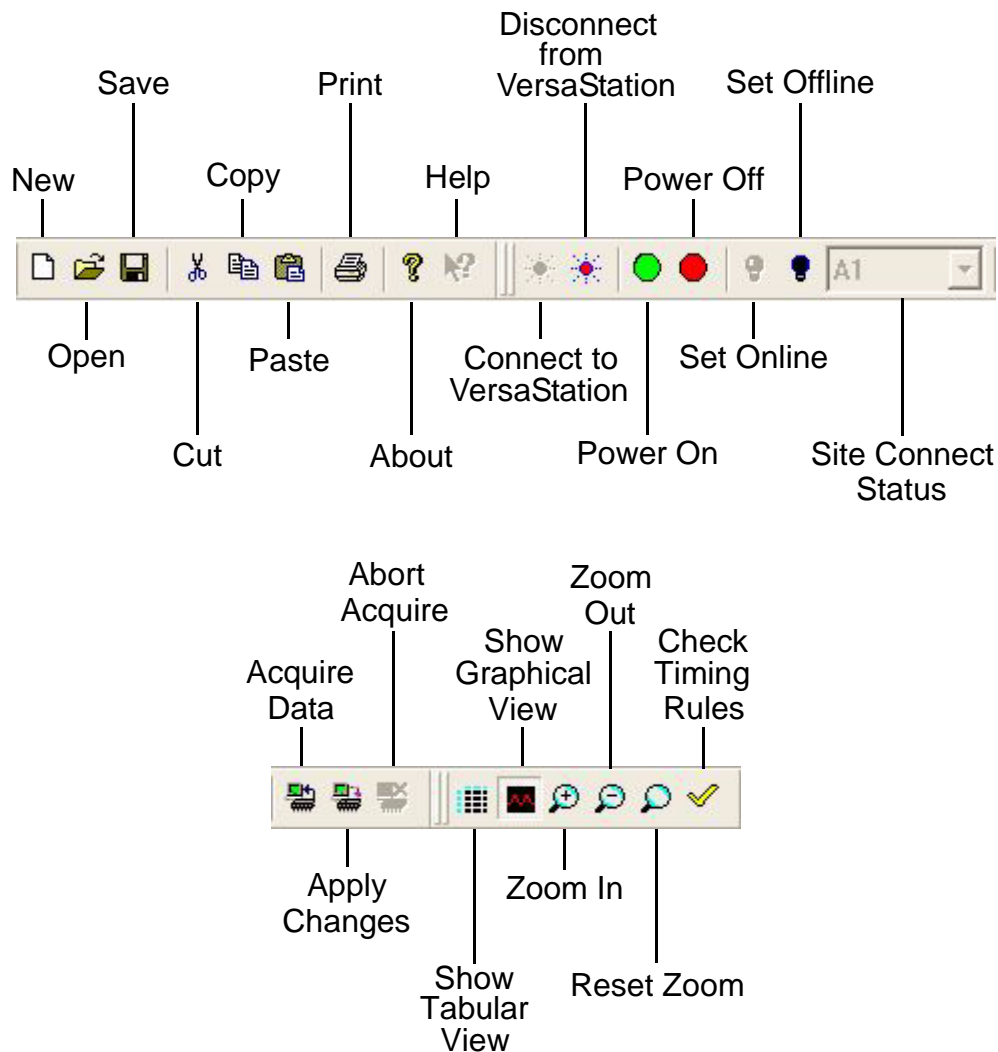 Disconnect
from
VersaStation
Save
Print
Set Offline
New
Copy
Help
Power Off
A1
Open
Paste
Connect to
VersaStation
Set Online
Cut
About
Power On
Site Connect
Status
Abort
Acquire
Zoom
Out
Show
Graphical
View
Check
Timing
Rules
Acquire
Data
Apply
Changes
Zoom In
Show
Tabular
View
Reset Zoom